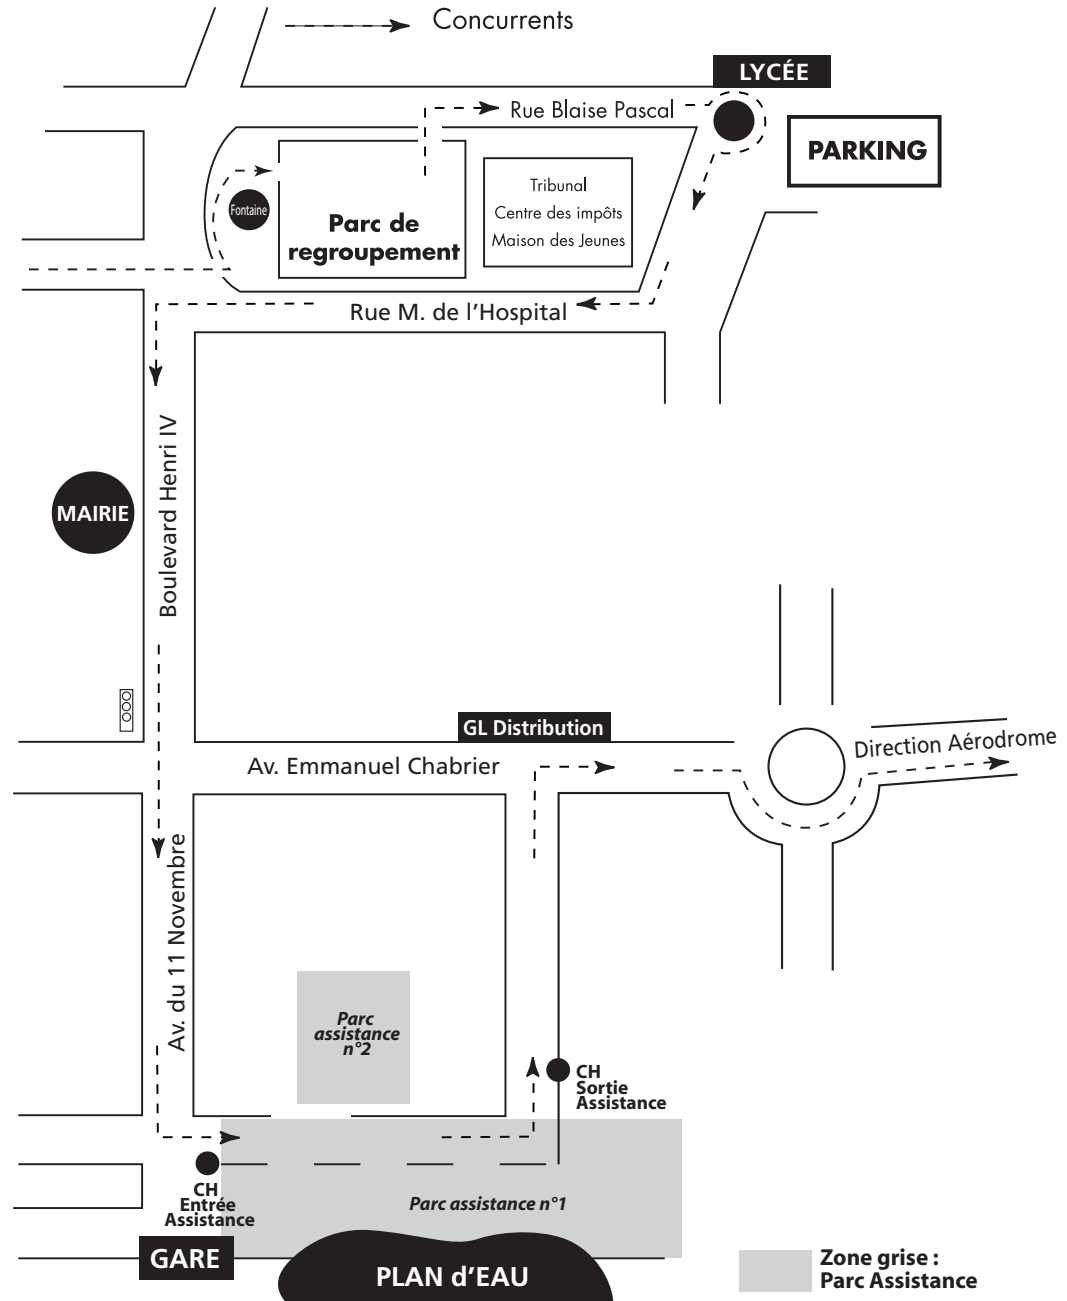 Concurrents
LYCÉE
Rue Blaise Pascal
PARKING
Fontaine
Parc de
regroupement
Tribunal
Centre des impôts
Maison des Jeunes
Rue M. de l'Hospital
Boulevard Henri IV
MAIRIE
GL Distribution
Av. Emmanuel Chabrier
Direction Aérodrome
Av. du 11 Novembre
Parc
assistance
n°2
CH
Sortie
Assistance
CH
Entrée
Assistance
Parc assistance n°1
GARE
PLAN d'EAU
Zone grise :
Parc Assistance